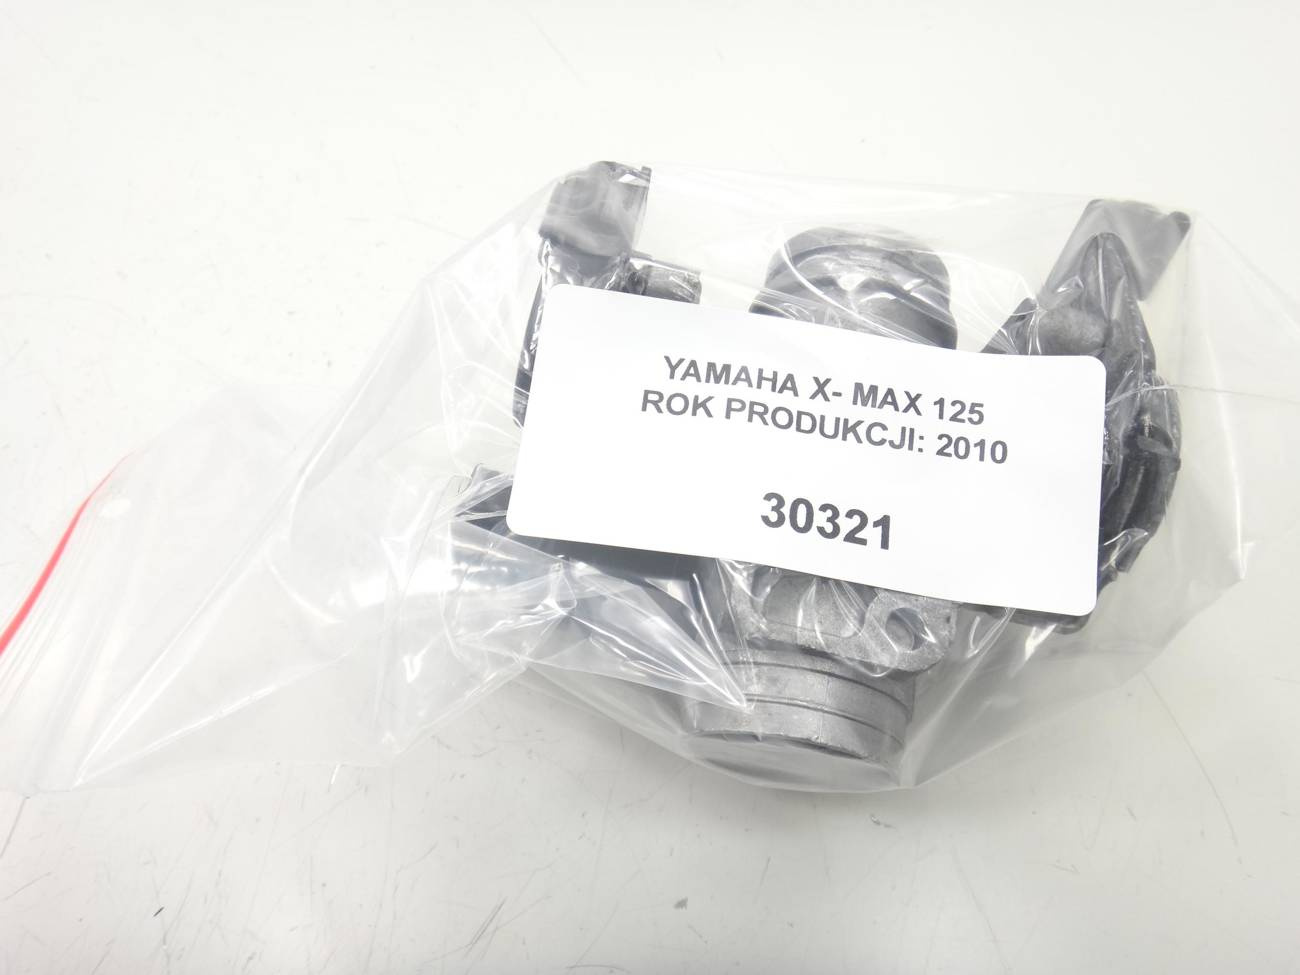 YAMAHA X- MAX 125
ROK PRODUKCJI: 2010
30321